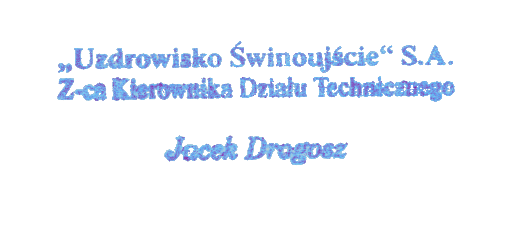 „Uzdrowisko Świnoujście“ S.A.
Z-ca Kierownika Działu Technicznego
Jacek Drogosz